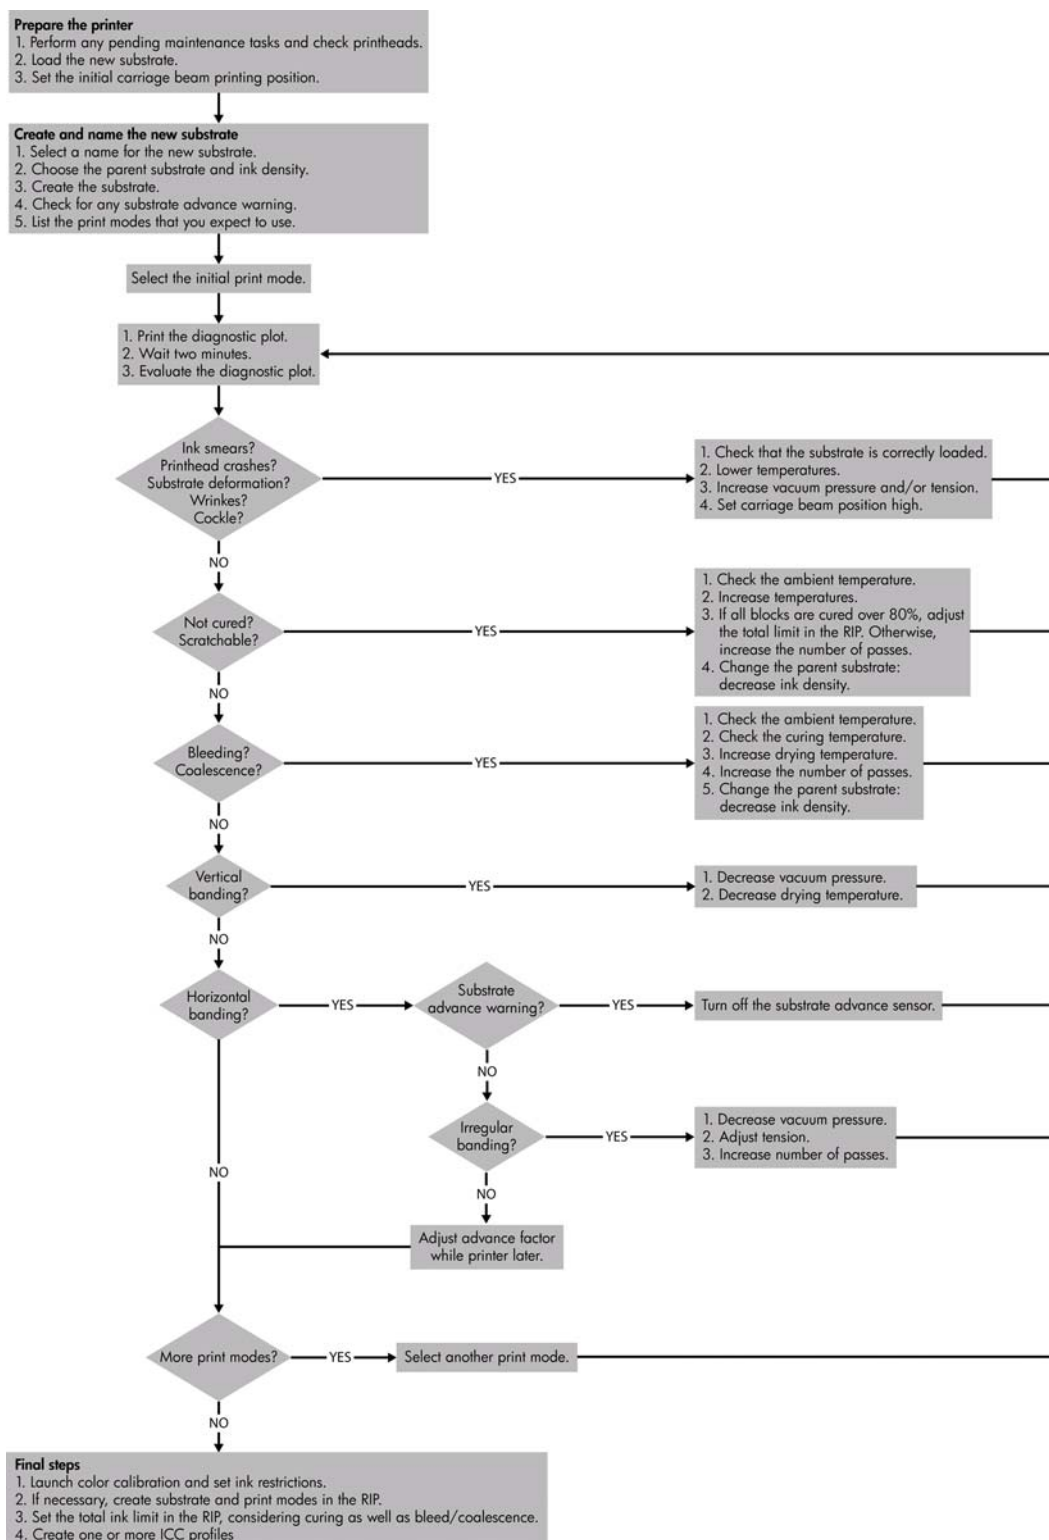 Prepare the printer
1. Perform any pending maintenance tasks and check printheads.
2. Load the new substrate.
3. Set the initial carriage beam printing position.
Create and name the new substrate
1. Select a name for the new substrate.
2. Choose the parent substrate and ink density.
3. Create the substrate.
4. Check for any substrate advance warning.
5. List the print modes that you expect to use.
Select the initial print mode.
1. Print the diagnostic plot.
2. Wait two minutes.
3. Evaluate the diagnostic plot.
Ink smears?
Printhead crashes?
Substrate deformation?
Wrinkes?
Cockle?
YES
1. Check that the substrate is correctly loaded.
2. Lower temperatures.
3. Increase vacuum pressure and/or tension.
4. Set carriage beam position high.
NO
Not cured?
Scratchable?
YES
1. Check the ambient temperature.
2. Increase temperatures.
3. If all blocks are cured over 80%, adjust
the total limit in the RIP. Otherwise,
increase the number of passes.
4. Change the parent substrate:
decrease ink density.
NO
Bleeding?
Coalescence?
YES
1. Check the ambient temperature.
2. Check the curing temperature.
3. Increase drying temperature.
4. Increase the number of passes.
5. Change the parent substrate:
decrease ink density.
NO
Vertical
banding?
YES
1. Decrease vacuum pressure.
2. Decrease drying temperature.
NO
Horizontal
banding?
YES
Substrate
advance warning?
YES
Turn off the substrate advance sensor.
NO
Irregular
banding?
YES
1. Decrease vacuum pressure.
2. Adjust tension.
3. Increase number of passes.
NO
NO
Adjust advance factor
while printer later.
More print modes?
YES
Select another print mode.
NO
Final steps
1. Launch color calibration and set ink restrictions.
2. If necessary, create substrate and print modes in the RIP.
3. Set the total ink limit in the RIP, considering curing as well as bleed/coalescence.
4. Create one or more ICC profiles